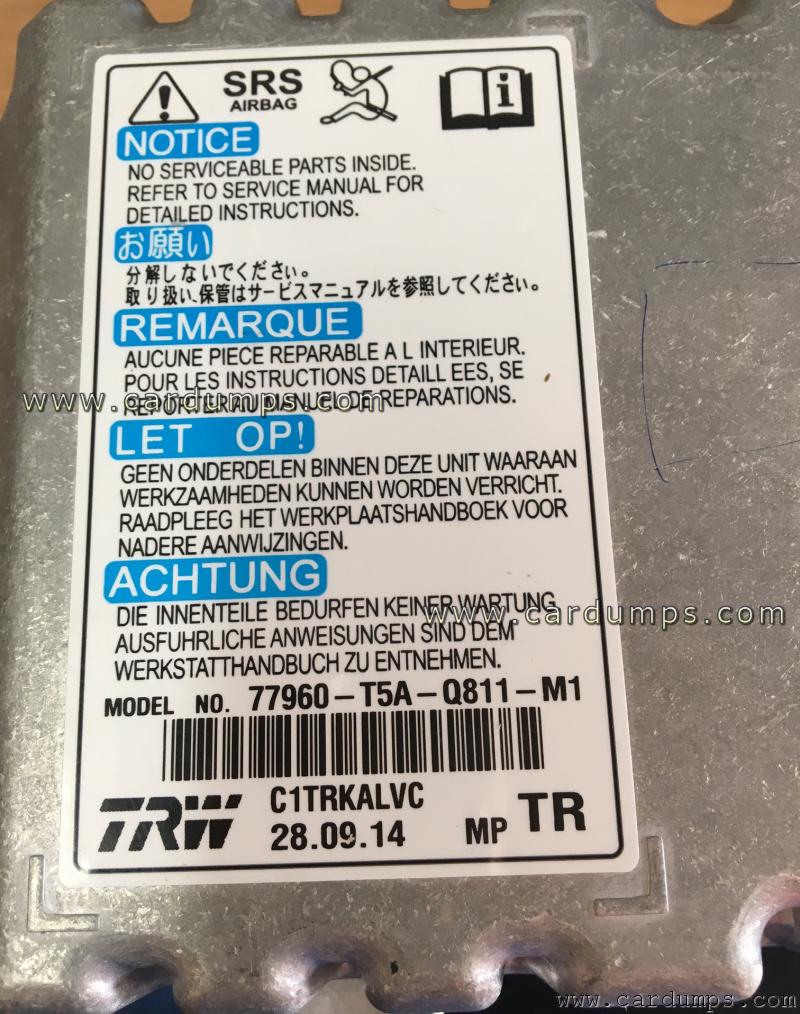 SRS
AIRBAG
i
NOTICE
NO SERVICEABLE PARTS INSIDE.
REFER TO SERVICE MANUAL FOR
DETAILED INSTRUCTIONS.
お願い
分解しないでください。
取り扱い、保管はサービスマニュアルを参照してください。
REMARQUE
AUCUNE PIECE REPARABLE A L INTERIEUR.
POUR LES INSTRUCTIONS DETAILL EES, SE
REPORTER AU MANUEL DE REPARATIONS.
www.cardumps.com
LET OP!
GEEN ONDERDELEN BINNEN DEZE UNIT WAARAAN
WERKZAAMHEDEN KUNNEN WORDEN VERRICHT.
RAADPLEEG HET WERKPLAATSHANDBOEK VOOR
NADERE AANWIJZINGEN.
ACHTUNG
DIE INNENTEILE BEDURFEN KEINER WARTUNG
www.cardumps.com
AUSFUHRLICHE ANWEISUNGEN SIND DEM
WERKSTATTHANDBUCH ZU ENTNEHMEN.
MODEL NO. 77960-T5A-Q811-M1
TRW C1TRKALVC
28.09.14 MP TR
www.cardumps.com